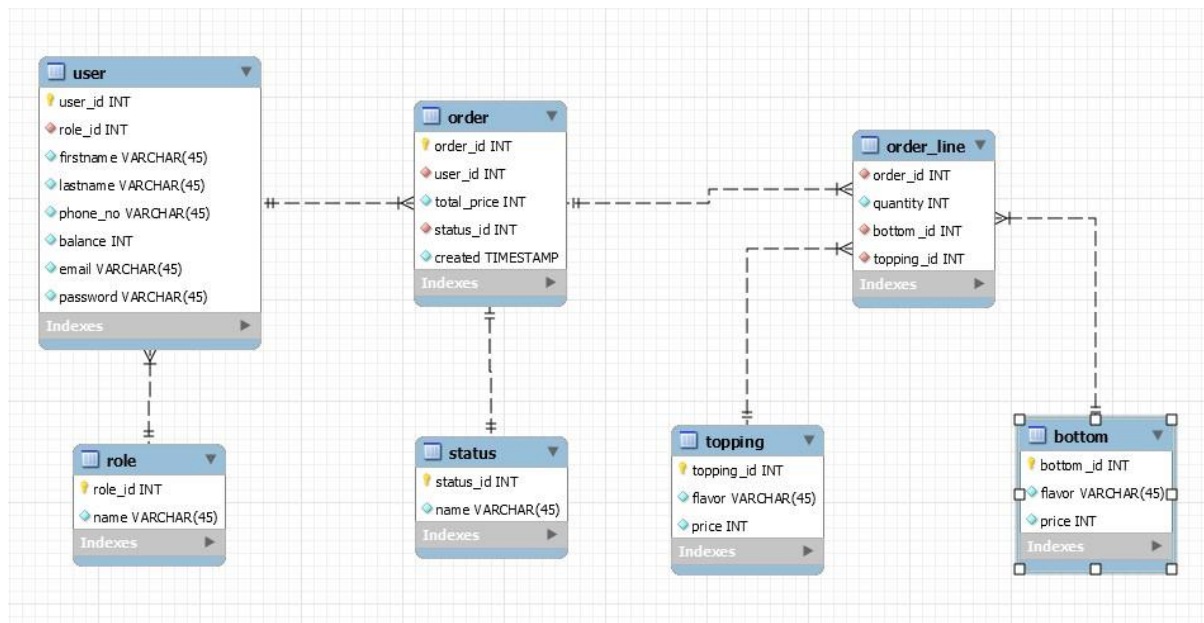 user
user_id INT
role_id INT
firstname VARCHAR(45)
lastname VARCHAR(45)
phone_no VARCHAR(45)
balance INT
email VARCHAR(45)
password VARCHAR(45)
Indexes
order
order_id INT
user_id INT
total_price INT
status_id INT
created TIMESTAMP
Indexes
order_line
order_id INT
quantity INT
bottom_id INT
topping_id INT
Indexes
role
role_id INT
name VARCHAR(45)
Indexes
status
status_id INT
name VARCHAR(45)
Indexes
topping
topping_id INT
flavor VARCHAR(45)
price INT
Indexes
bottom
bottom_id INT
flavor VARCHAR(45)
price INT
Indexes